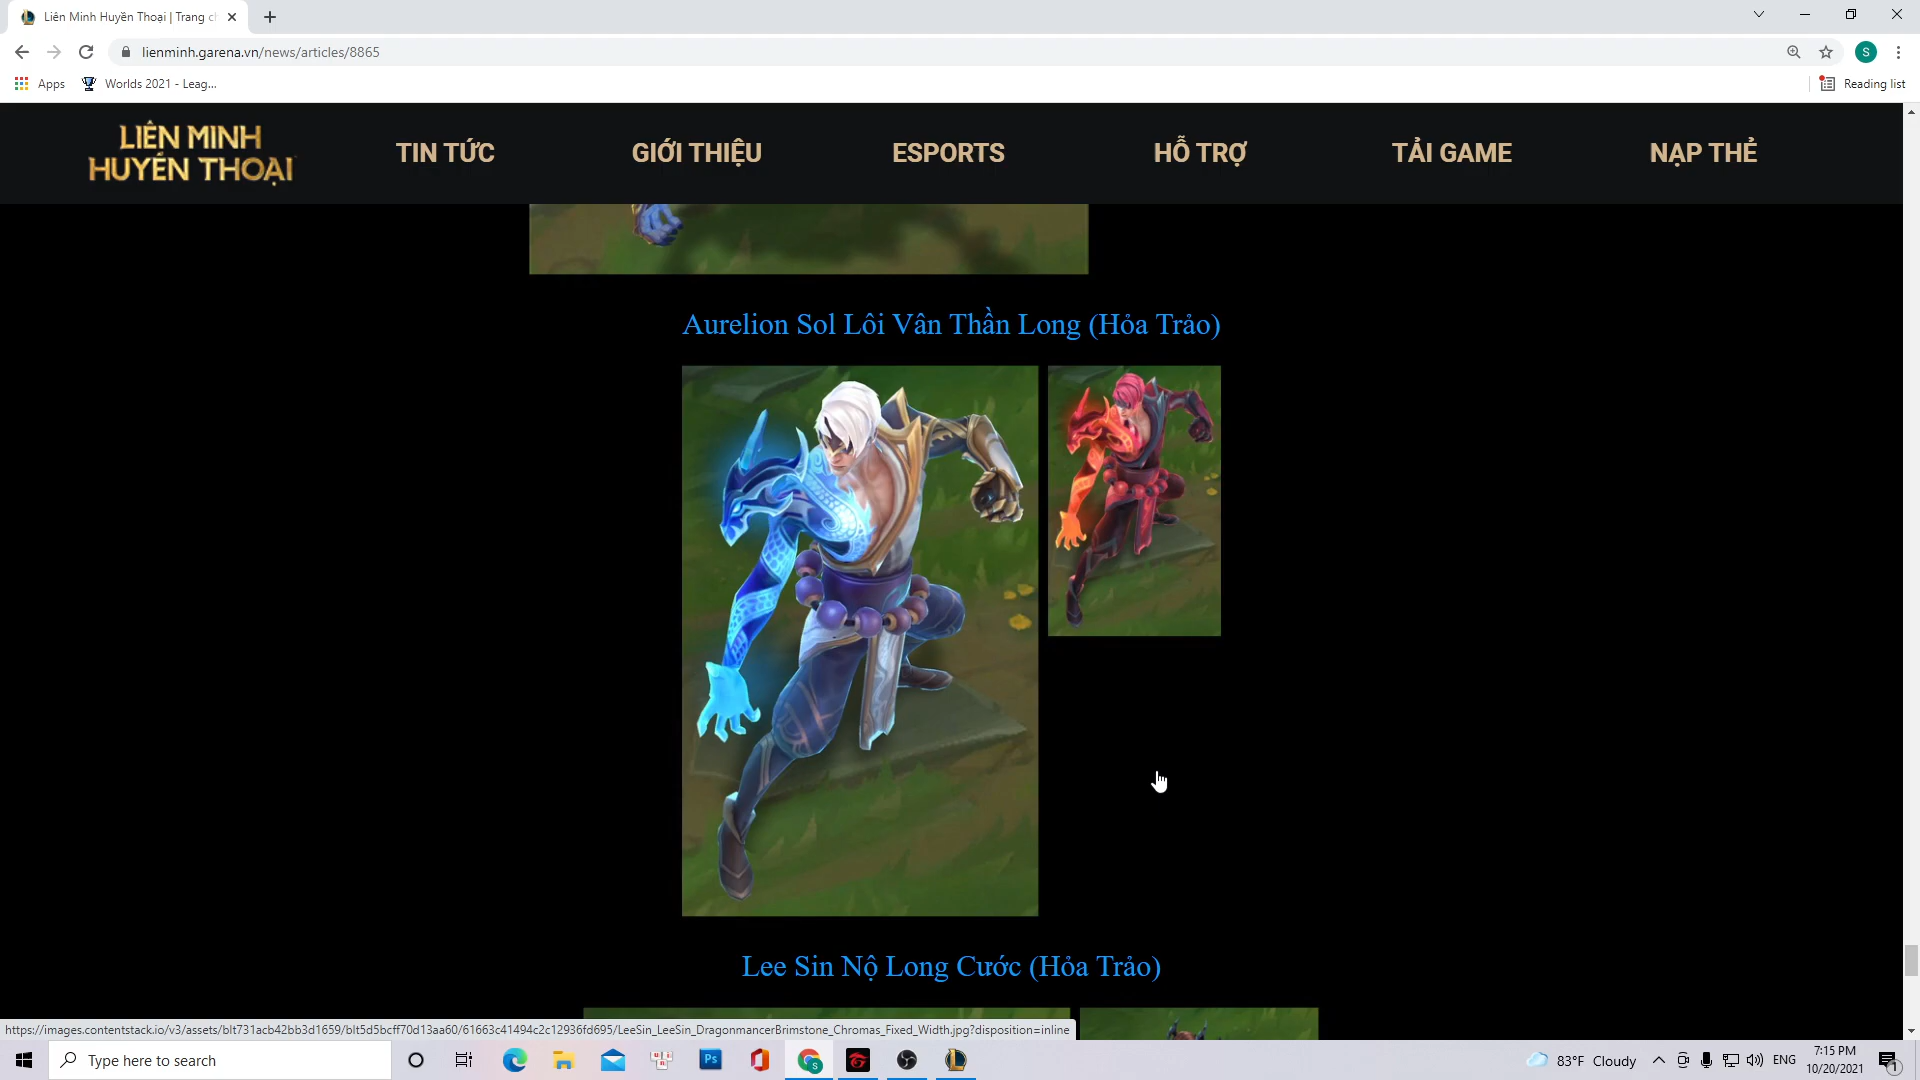 Liên Minh Huyền Thoại | Trang ch
lienminh.garena.vn/news/articles/8865
S
Apps
Worlds 2021 - Leag...
Reading list
LIÊN MINH
HUYỀN THOẠI
TIN TỨC
GIỚI THIỆU
ESPORTS
HỖ TRỢ
TẢI GAME
NẠP THẺ
Aurelion Sol Lôi Vân Thần Long (Hỏa Trảo)
Lee Sin Nộ Long Cước (Hỏa Trảo)
https://images.contentstack.io/v3/assets/blt731acb42bb3d1659/blt5d5bcff70d13aa60/61663c41494c2c12936fd695/LeeSin_LeeSin_DragonmancerBrimstone_Chromas_Fixed_Width.jpg?disposition=inline
Type here to search
Ps
S
83°F Cloudy
ENG
7:15 PM
10/20/2021
1